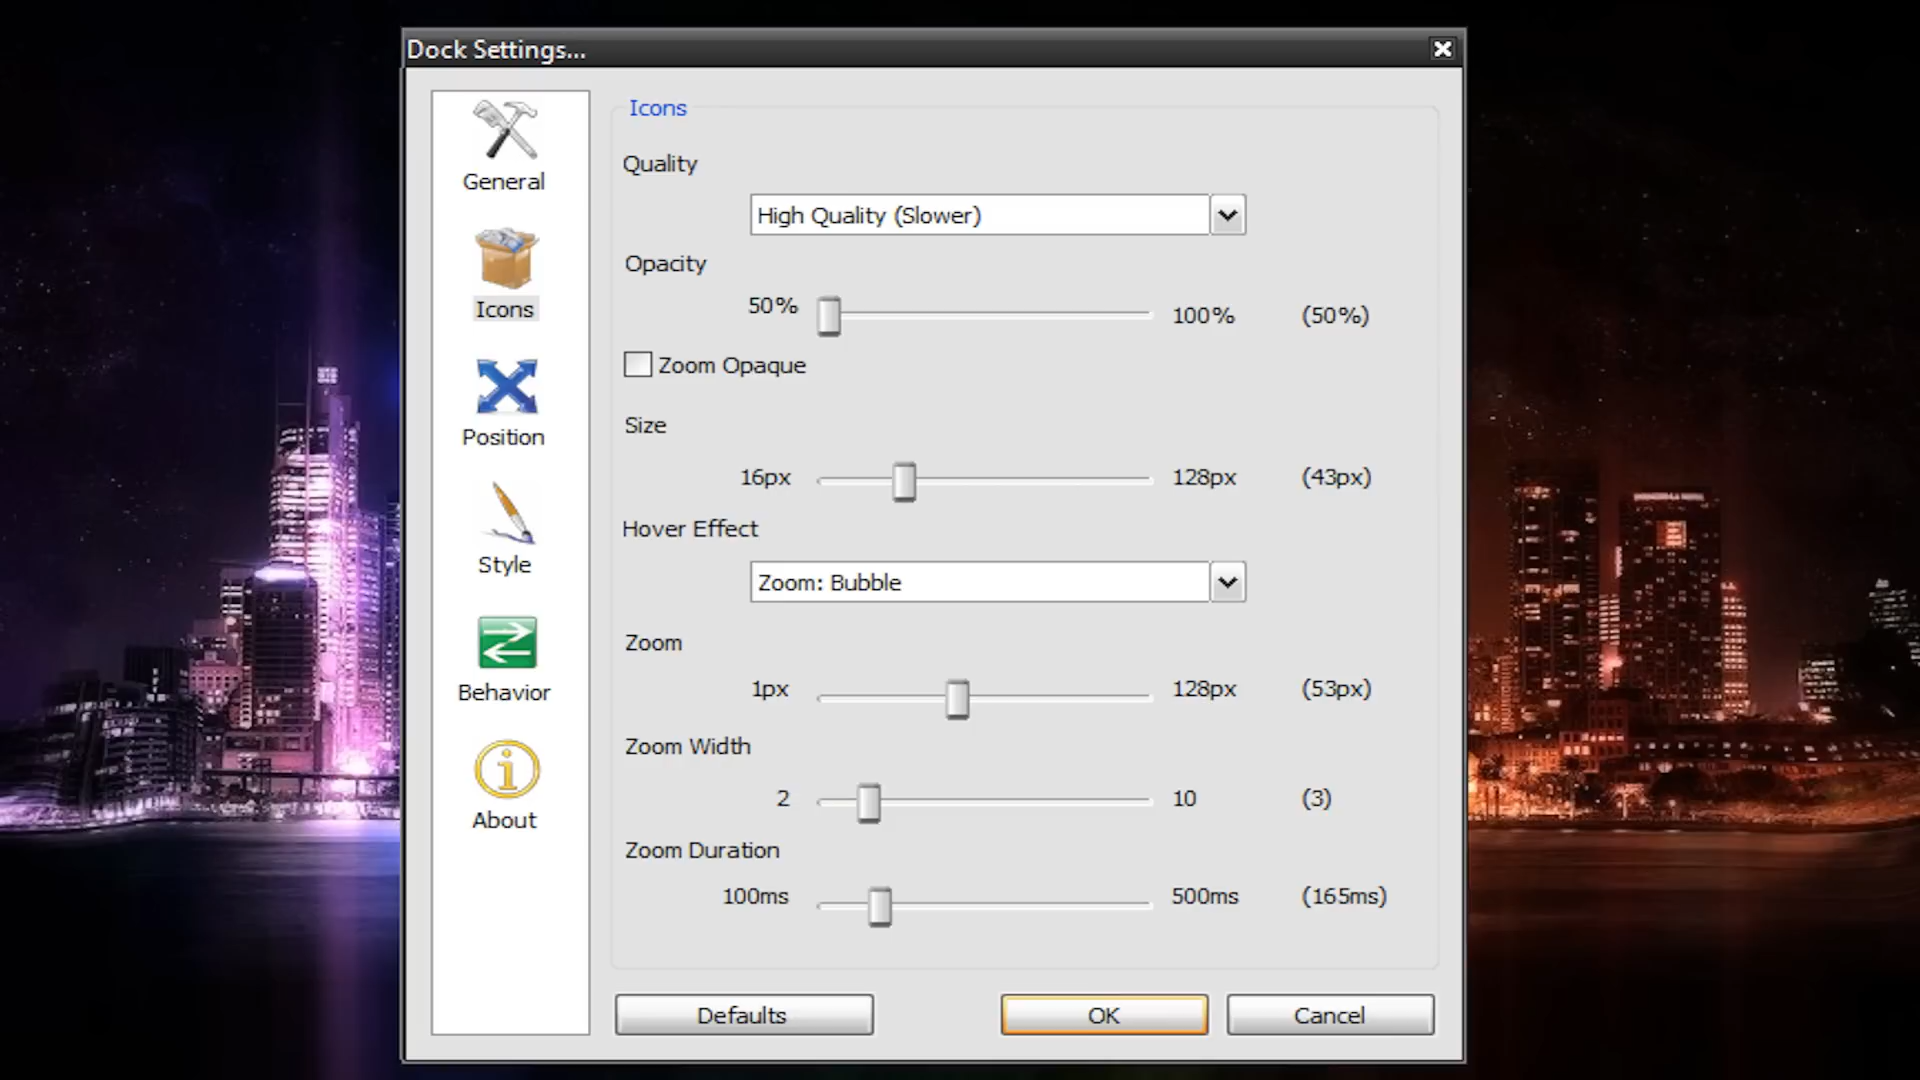 Dock Settings...
General
Icons
Position
Style
Behavior
About
Icons
Quality
High Quality (Slower)
Opacity
50% 100% (50%)
Zoom Opaque
Size
16px 128px (43px)
Hover Effect
Zoom: Bubble
Zoom
1px 128px (53px)
Zoom Width
2 10 (3)
Zoom Duration
100ms 500ms (165ms)
Defaults OK Cancel